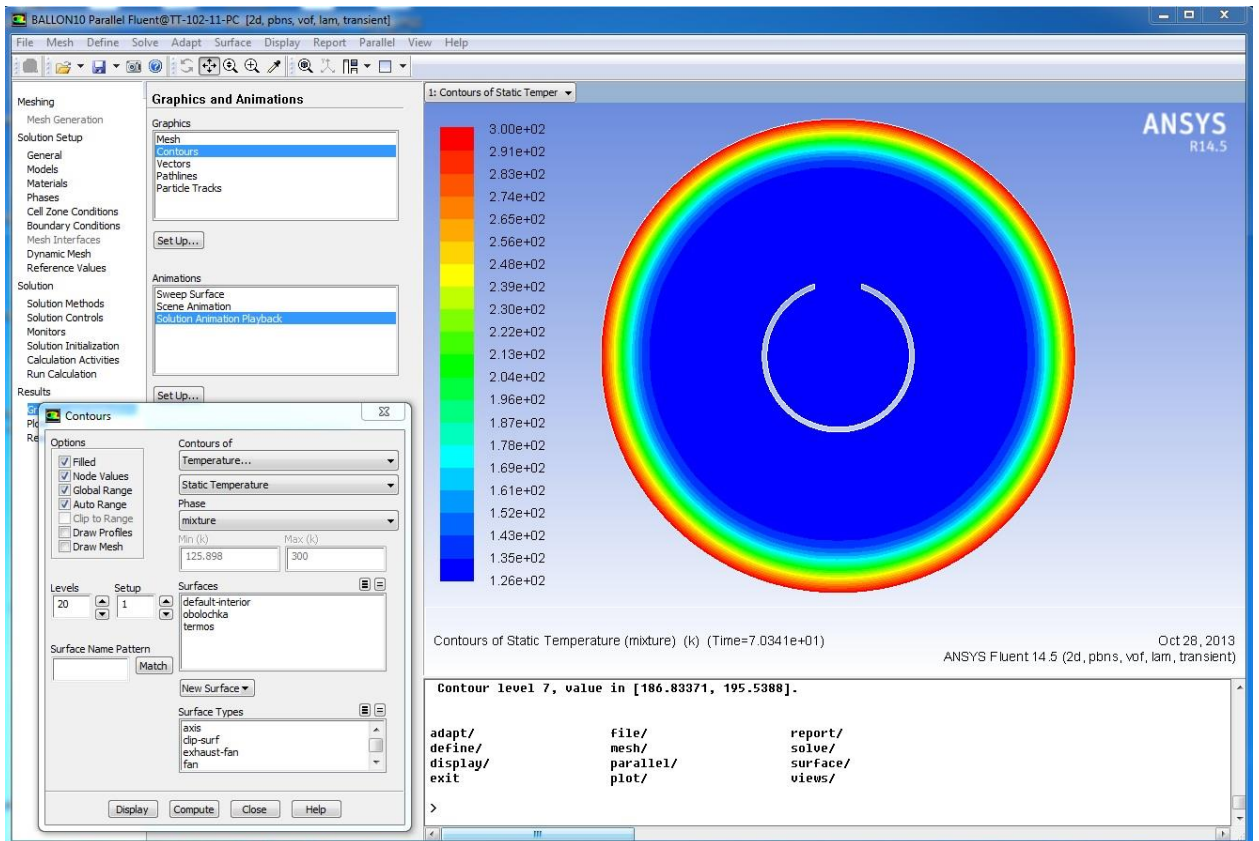 BALLON10 Parallel Fluent@TT-102-11-PC [2d, pbns, vof, lam, transient]
File Mesh Define Solve Adapt Surface Display Report Parallel View Help
Meshing
Mesh Generation
Solution Setup
General
Models
Materials
Phases
Cell Zone Conditions
Boundary Conditions
Mesh Interfaces
Dynamic Mesh
Reference Values
Solution
Solution Methods
Solution Controls
Monitors
Solution Initialization
Calculation Activities
Run Calculation
Results
Graphics and Animations
Graphics
Mesh
Contours
Vectors
Pathlines
Particle Tracks
Set Up...
Animations
Sweep Surface
Scene Animation
Solution Animation Playback
Set Up...
Contours
Options
Filled
Node Values
Global Range
Auto Range
Clip to Range
Draw Profiles
Draw Mesh
Levels Setup
20 1
Surface Name Pattern
Match
Contours of
Temperature...
Static Temperature
Phase
mixture
Min (k) Max (k)
125.898 300
Surfaces
default-interior
obolochka
termos
New Surface
Surface Types
axis
clip-surf
exhaust-fan
fan
Display Compute Close Help
1: Contours of Static Temper
3.00e+02
2.91e+02
2.83e+02
2.74e+02
2.65e+02
2.56e+02
2.48e+02
2.39e+02
2.30e+02
2.22e+02
2.13e+02
2.04e+02
1.96e+02
1.87e+02
1.78e+02
1.69e+02
1.61e+02
1.52e+02
1.43e+02
1.35e+02
1.26e+02
ANSYS
R14.5
Contours of Static Temperature (mixture) (k) (Time=7.0341e+01)
Oct 28, 2013
ANSYS Fluent 14.5 (2d, pbns, vof, lam, transient)
Contour level 7, value in [186.83371, 195.5388].
adapt/ file/ report/
define/ mesh/ solve/
display/ parallel/ surface/
exit plot/ views/
>